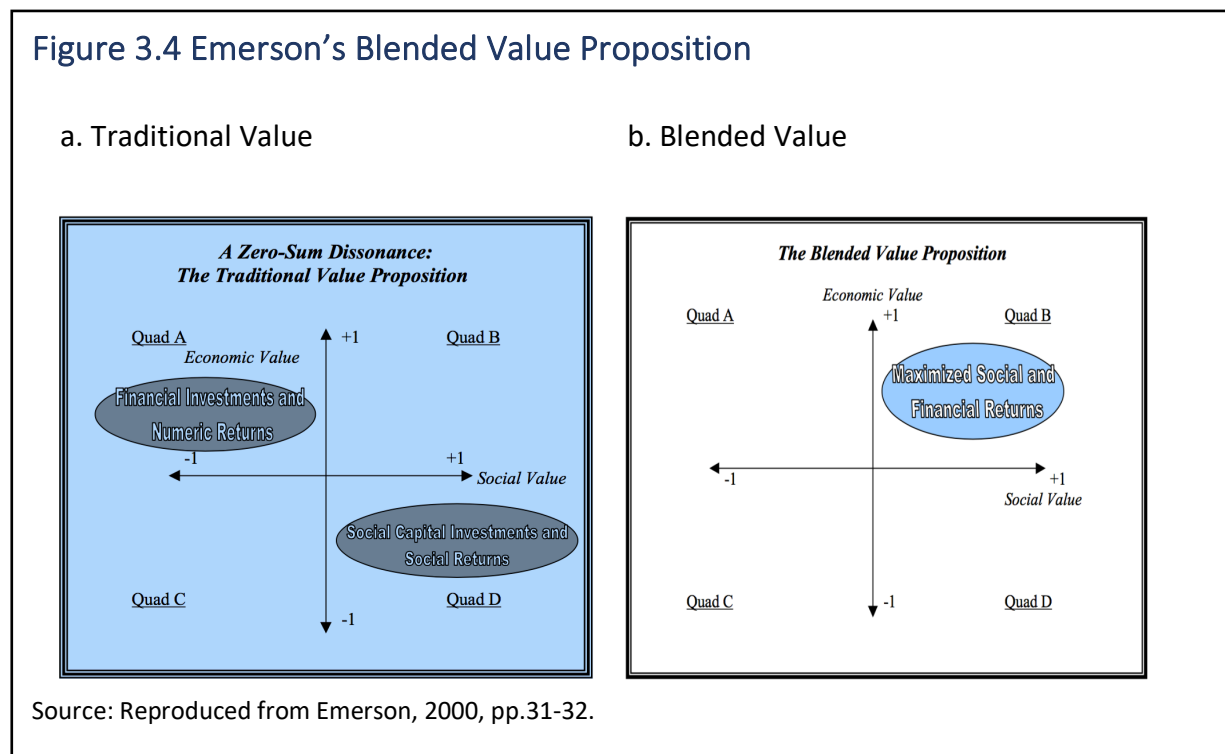 Figure 3.4 Emerson’s Blended Value Proposition
a. Traditional Value
b. Blended Value
A Zero-Sum Dissonance:
The Traditional Value Proposition
Quad A
+1
Quad B
Economic Value
Financial Investments and
Numeric Returns
-1
+1
Social Value
Social Capital Investments and
Social Returns
Quad C
Quad D
-1
The Blended Value Proposition
Economic Value
Quad A
+1
Quad B
Maximized Social and
Financial Returns
-1
+1
Social Value
Quad C
-1
Quad D
Source: Reproduced from Emerson, 2000, pp.31-32.